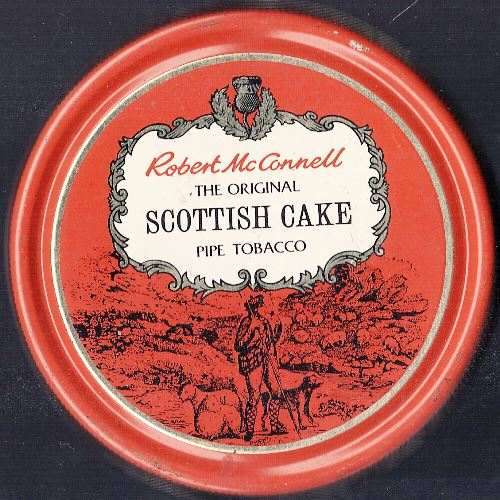 Robert McConnell
THE ORIGINAL
SCOTTISH CAKE
PIPE TOBACCO